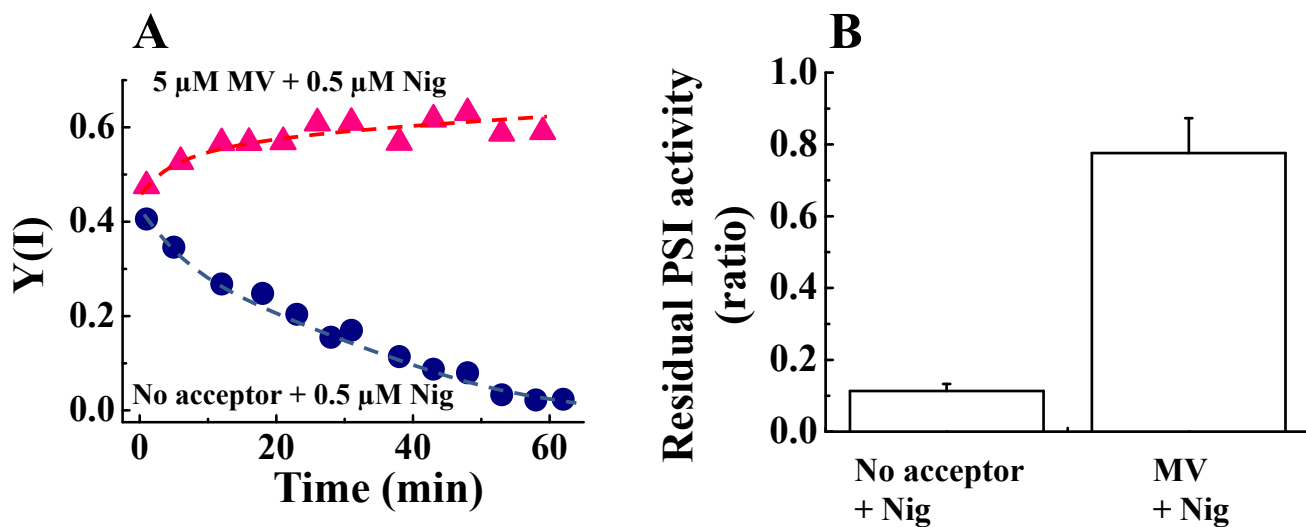 A
5 μM MV + 0.5 μM Nig
No acceptor + 0.5 μM Nig
Y(I)
0.6
0.4
0.2
0.0
0
20
40
60
Time (min)
B
Residual PSI activity
(ratio)
1.0
0.8
0.6
0.4
0.2
0.0
No acceptor
+ Nig
MV
+ Nig